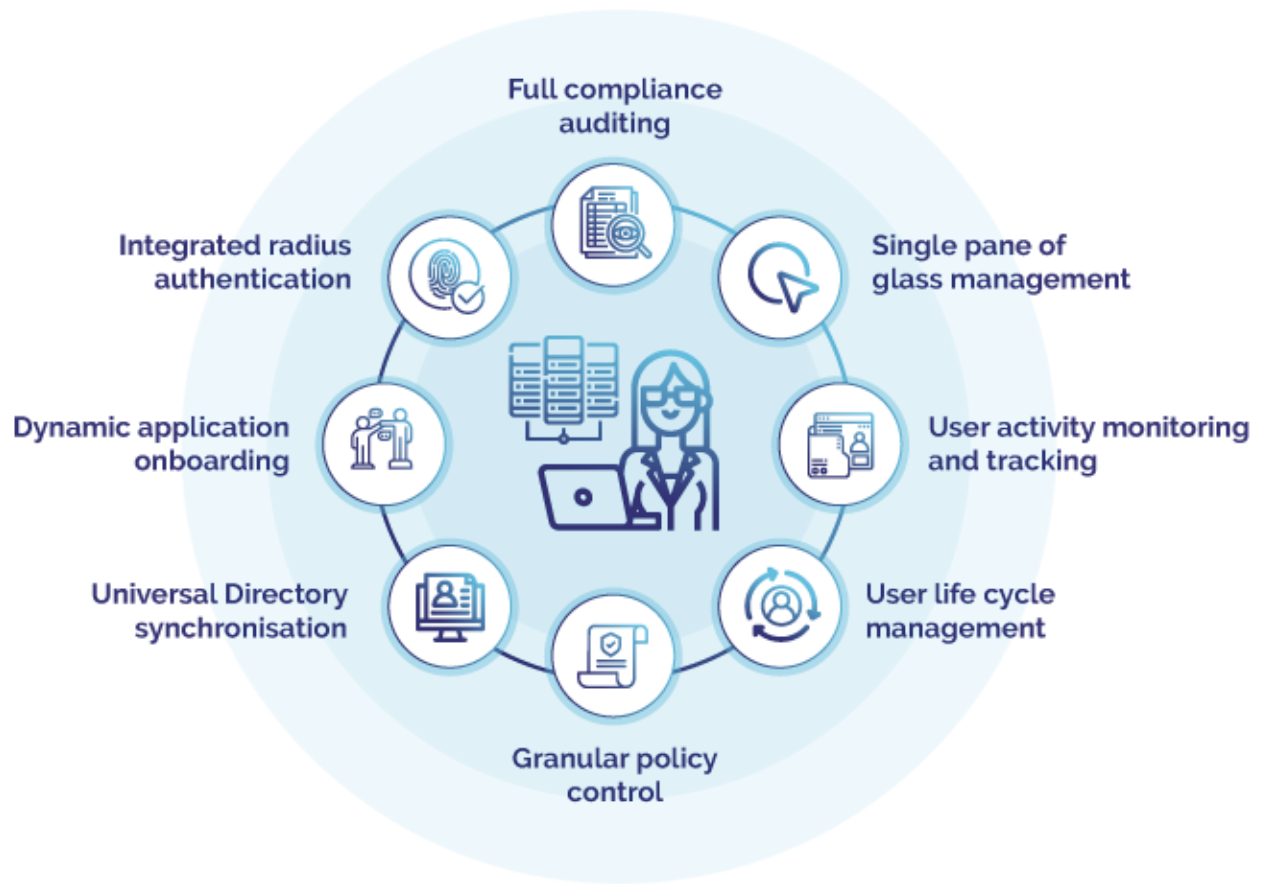 Full compliance
auditing
Single pane of
glass management
User activity monitoring
and tracking
User life cycle
management
Granular policy
control
Universal Directory
synchronisation
Dynamic application
onboarding
Integrated radius
authentication